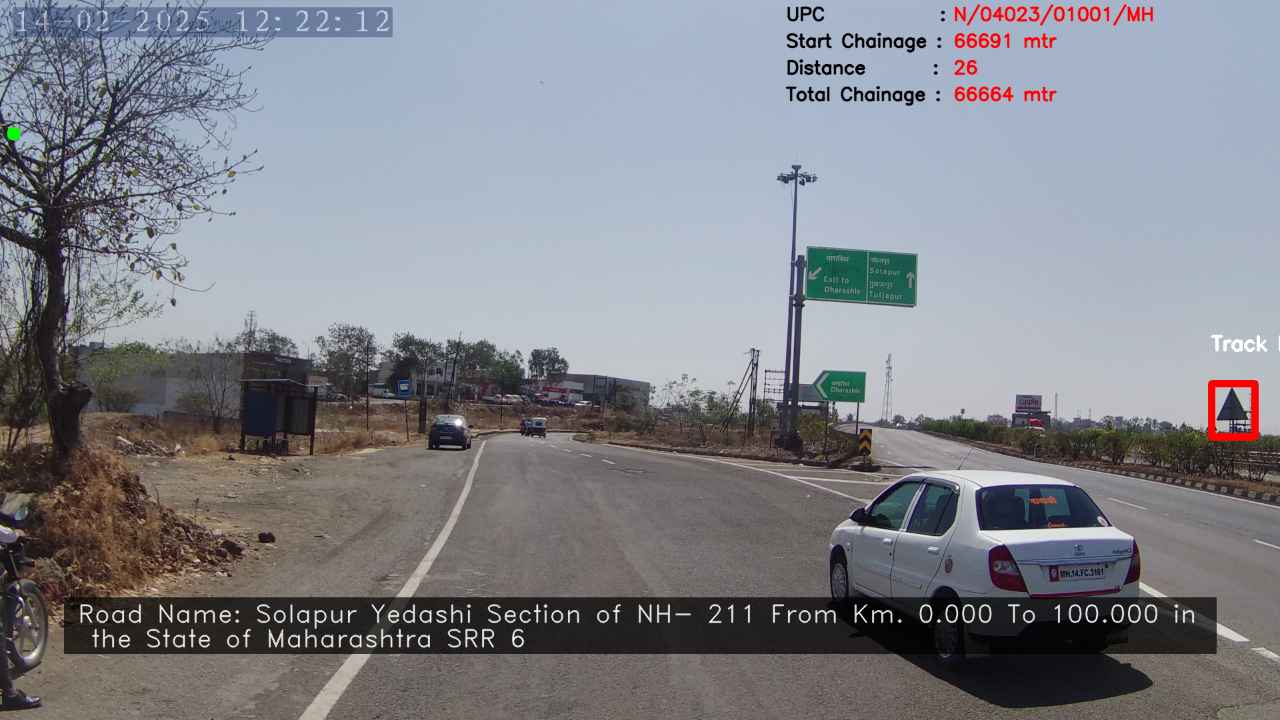 14-02-2025 12:22:12
UPC : N/04023/01001/MH
Start Chainage : 66691 mtr
Distance : 26
Total Chainage : 66664 mtr
Exit to
Dharashiv
Solapur
Tuljapur
Track
Dharashiv
MH.14.FC.3161
Road Name: Solapur Yedashi Section of NH- 211 From Km. 0.000 To 100.000 in
the State of Maharashtra SRR 6